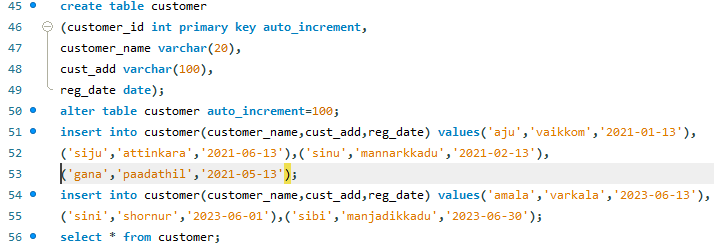 45 create table customer
46 (customer_id int primary key auto_increment,
47 customer_name varchar(20),
48 cust_add varchar(100),
49 reg_date date);
50 alter table customer auto_increment=100;
51 insert into customer(customer_name,cust_add,reg_date) values('aju','vaikkom','2021-01-13'),
52 ('siju','attinkara','2021-06-13'),('sinu','mannarkkadu','2021-02-13'),
53 ('gana','paadathil','2021-05-13');
54 insert into customer(customer_name,cust_add,reg_date) values('amala','varkala','2023-06-13'),
55 ('sini','shornur','2023-06-01'),('sibi','manjadikkadu','2023-06-30');
56 select * from customer;